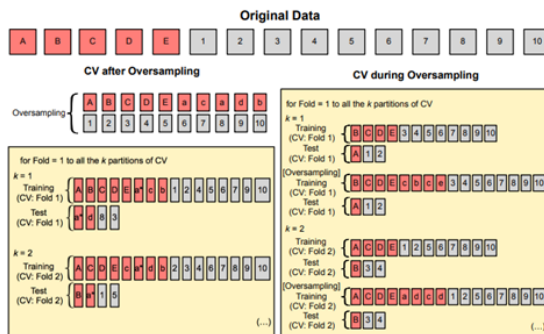 Original Data
A B C D E 1 2 3 4 5 6 7 8 9 10
CV after Oversampling
Oversampling
A B C D E a c a d b
1 2 3 4 5 6 7 8 9 10
for Fold = 1 to all the k partitions of CV
k = 1
Training
(CV: Fold 1)
A B C D E a* c b 1 2 4 5 6 7 9 10
Test
(CV: Fold 1)
a* d 8 3
k = 2
Training
(CV: Fold 2)
A C D E c a* d b 2 3 4 6 7 8 9 10
Test
(CV: Fold 2)
B a* 1 5
(...)
CV during Oversampling
for Fold = 1 to all the k partitions of CV
k = 1
Training
(CV: Fold 1)
B C D E 3 4 5 6 7 8 9 10
Test
(CV: Fold 1)
A 1 2
[Oversampling]
Training
(CV: Fold 1)
B C D E c b c e 3 4 5 6 7 8 9 10
Test
(CV: Fold 1)
A 1 2
k = 2
Training
(CV: Fold 2)
A C D E 1 2 5 6 7 8 9 10
Test
(CV: Fold 2)
B 3 4
[Oversampling]
Training
(CV: Fold 2)
A C D E a d c d 1 2 5 6 7 8 9 10
Test
(CV: Fold 2)
B 3 4
(...)